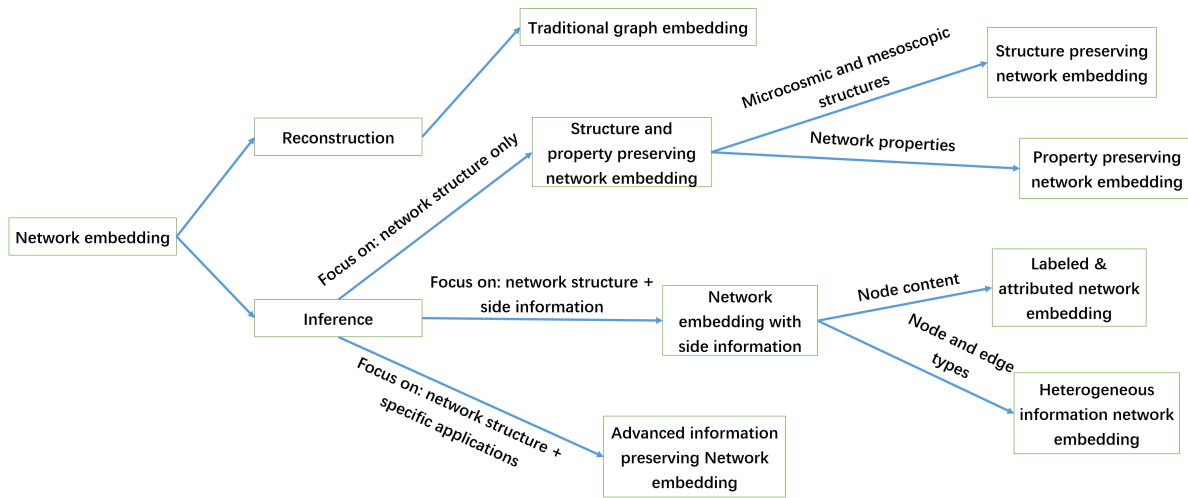 Traditional graph embedding
Microcosmic and mesoscopic
structures
Structure preserving
network embedding
Reconstruction
Focus on: network structure only
Structure and
property preserving
network embedding
Network properties
Property preserving
network embedding
Network embedding
Inference
Focus on: network structure +
side information
Network
embedding with
side information
Node content
Labeled &
attributed network
embedding
Node and edge
types
Heterogeneous
information network
embedding
Focus on: network structure +
specific applications
Advanced information
preserving Network
embedding